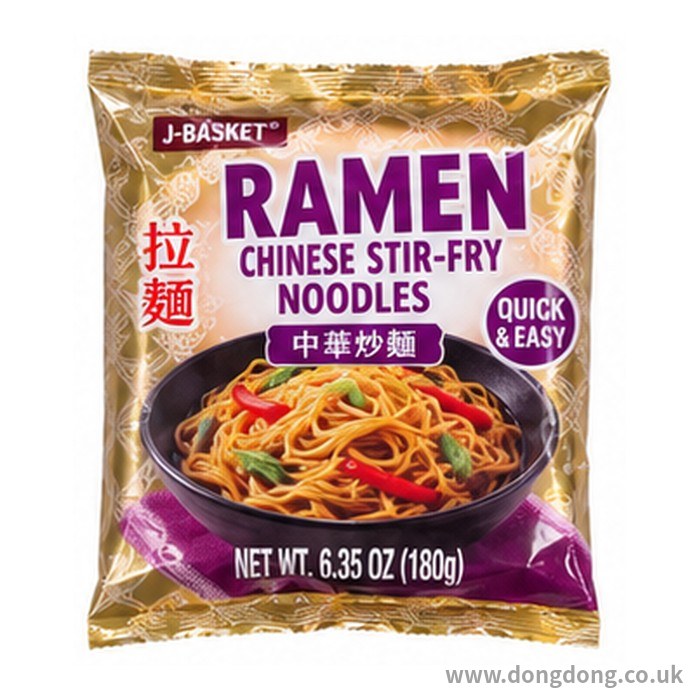 J-BASKET®
RAMEN
CHINESE STIR-FRY
NOODLES
拉麵
中華炒麵
QUICK
& EASY
NET WT. 6.35 OZ (180g)
www.dongdong.co.uk